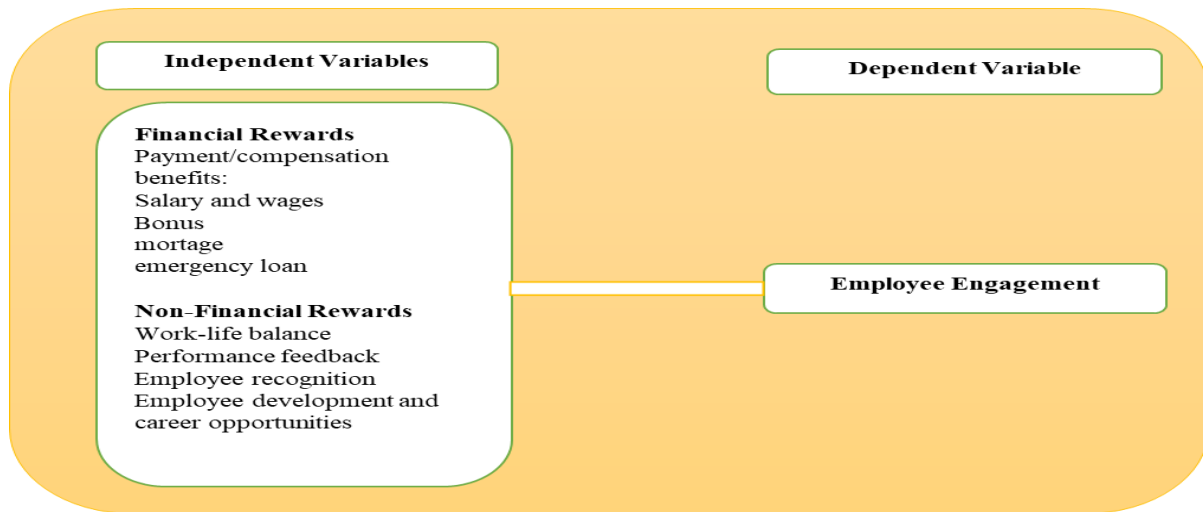 Independent Variables
Dependent Variable
Financial Rewards
Payment/compensation
benefits:
Salary and wages
Bonus
mortage
emergency loan
Non-Financial Rewards
Work-life balance
Performance feedback
Employee recognition
Employee development and
career opportunities
Employee Engagement